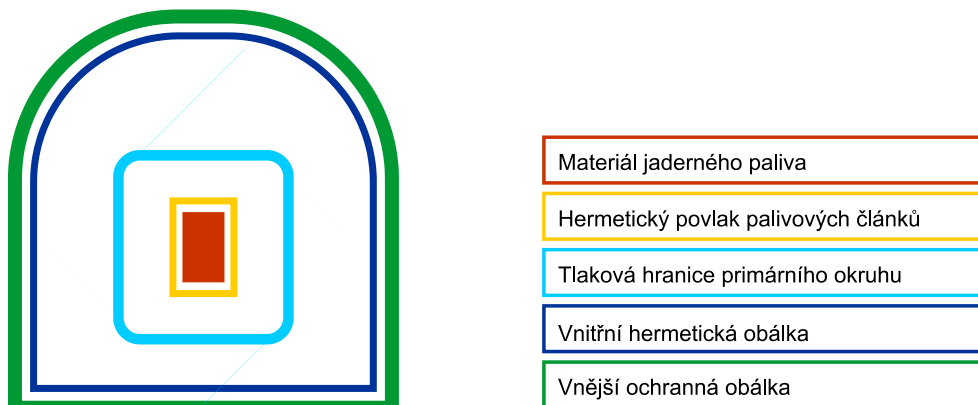 Materiál jaderného paliva
Hermetický povlak palivových článků
Tlaková hranice primárního okruhu
Vnitřní hermetická obálka
Vnější ochranná obálka